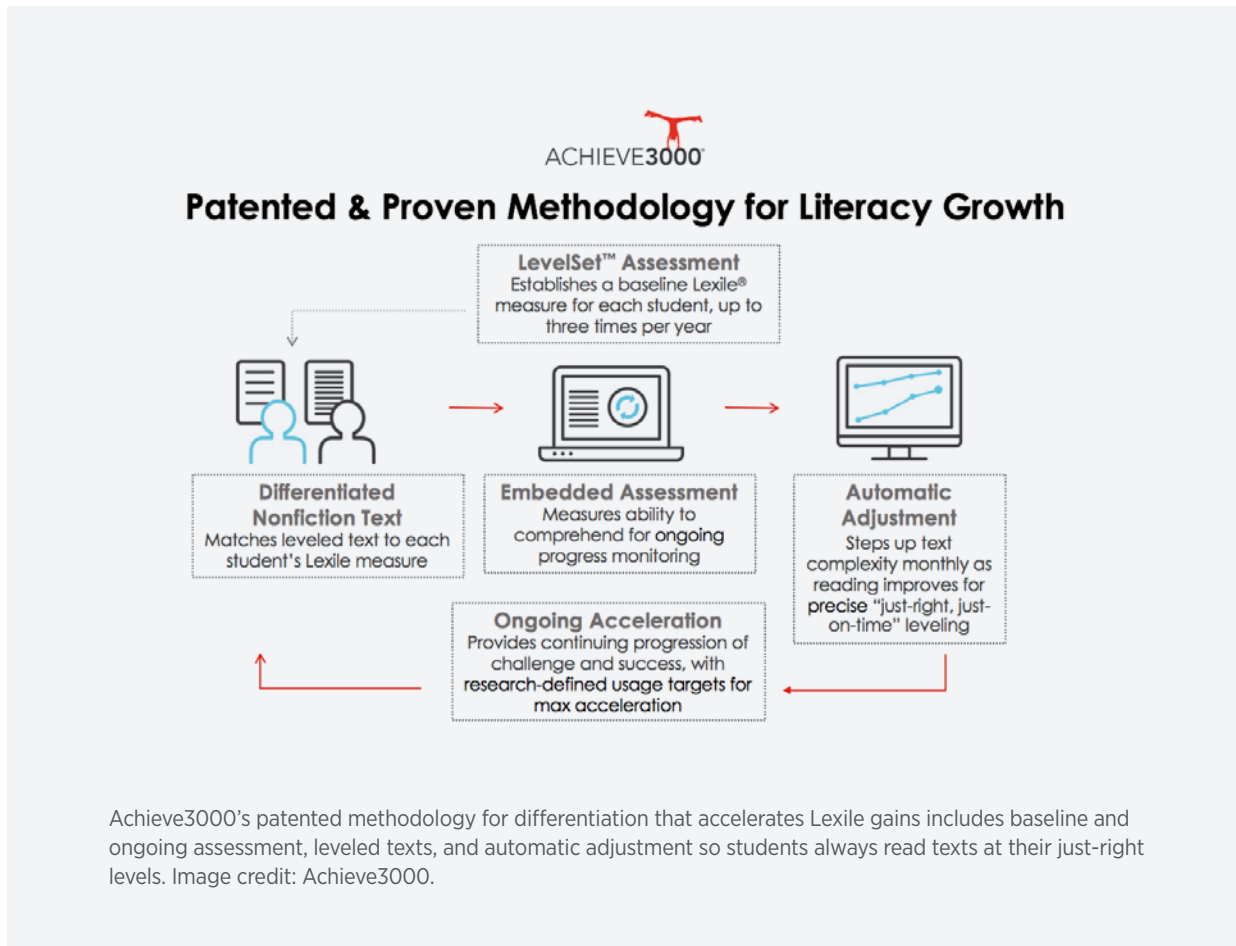 ACHIEVE3000®
Patented & Proven Methodology for Literacy Growth
LevelSet™ Assessment
Establishes a baseline Lexile®
measure for each student, up to
three times per year
Differentiated
Nonfiction Text
Matches leveled text to each
student's Lexile measure
Embedded Assessment
Measures ability to
comprehend for ongoing
progress monitoring
Automatic
Adjustment
Steps up text
complexity monthly as
reading improves for
precise “just-right, just-
on-time” leveling
Ongoing Acceleration
Provides continuing progression of
challenge and success, with
research-defined usage targets for
max acceleration
Achieve3000’s patented methodology for differentiation that accelerates Lexile gains includes baseline and
ongoing assessment, leveled texts, and automatic adjustment so students always read texts at their just-right
levels. Image credit: Achieve3000.